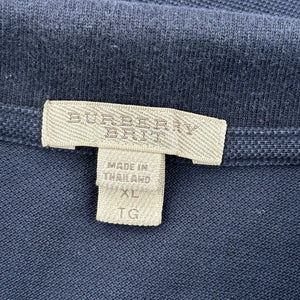 BURBERRY
BRIT
MADE IN
THAILAND
XL
TG